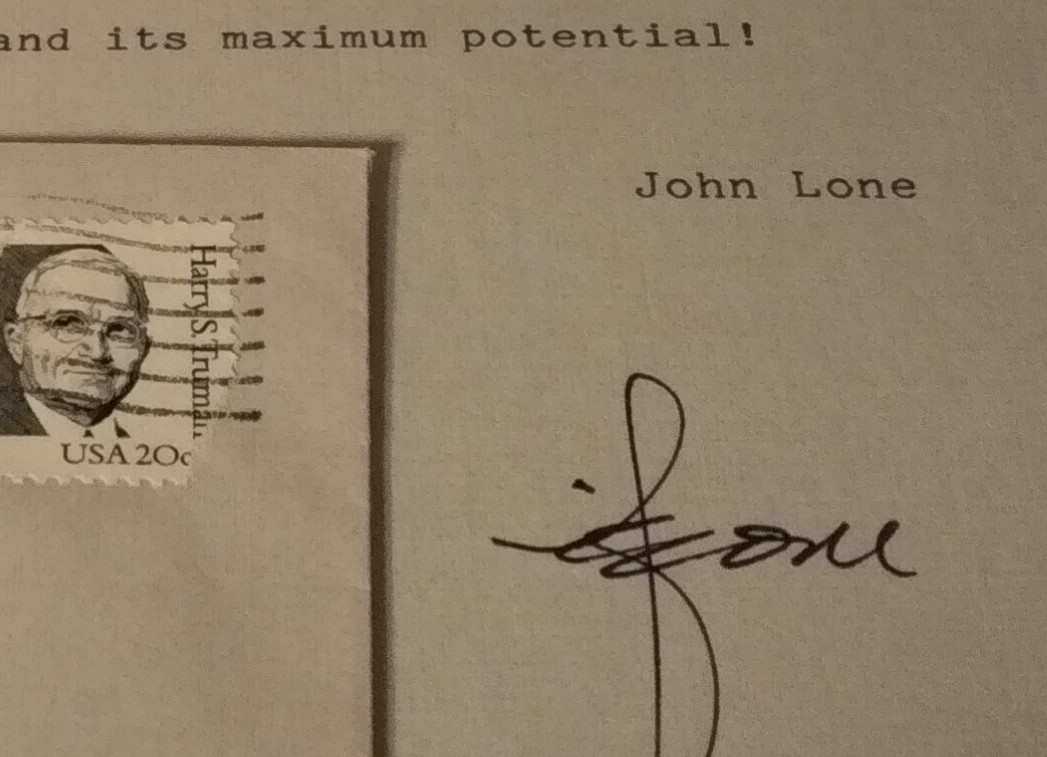 and its maximum potential!
John Lone
Harry S. Truman
USA 20c